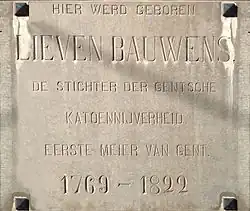 HIER WERD GEBOREN
LIEVEN BAUWENS.
DE STICHTER DER GENTSCHE
KATOENNIJVERHEID
EERSTE MEIER VAN GENT.
1769-1822